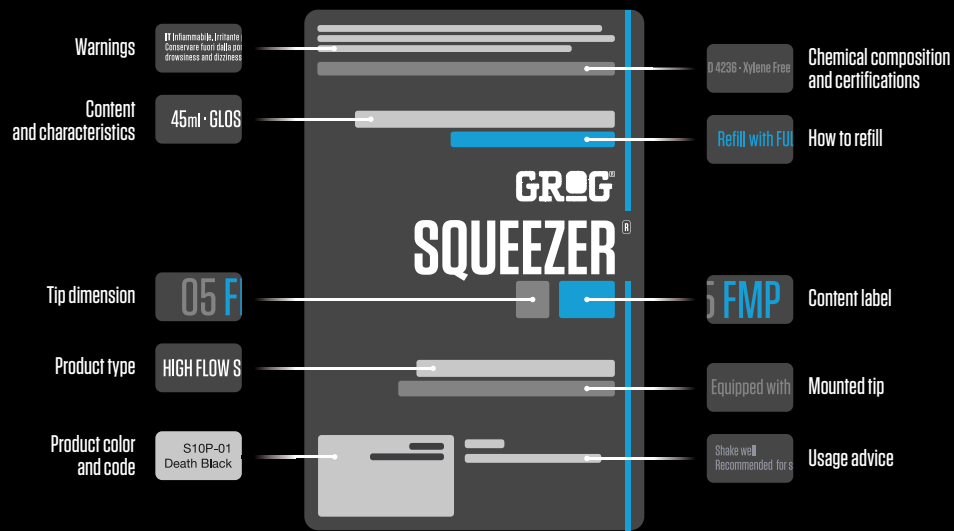 Warnings
IT Infiammabile, Irritante
Conservare fuori dalla
drowsiness and dizziness
Chemical composition
and certifications
D 4236 - Xylene Free
Content
and characteristics
45ml · GLOS
Refill with FUL
How to refill
GROG®
SQUEEZER®
Tip dimension
05 F
5 FMP
Content label
Product type
HIGH FLOW S
Equipped with
Mounted tip
Product color
and code
S10P-01
Death Black
Shake well
Recommended for s
Usage advice